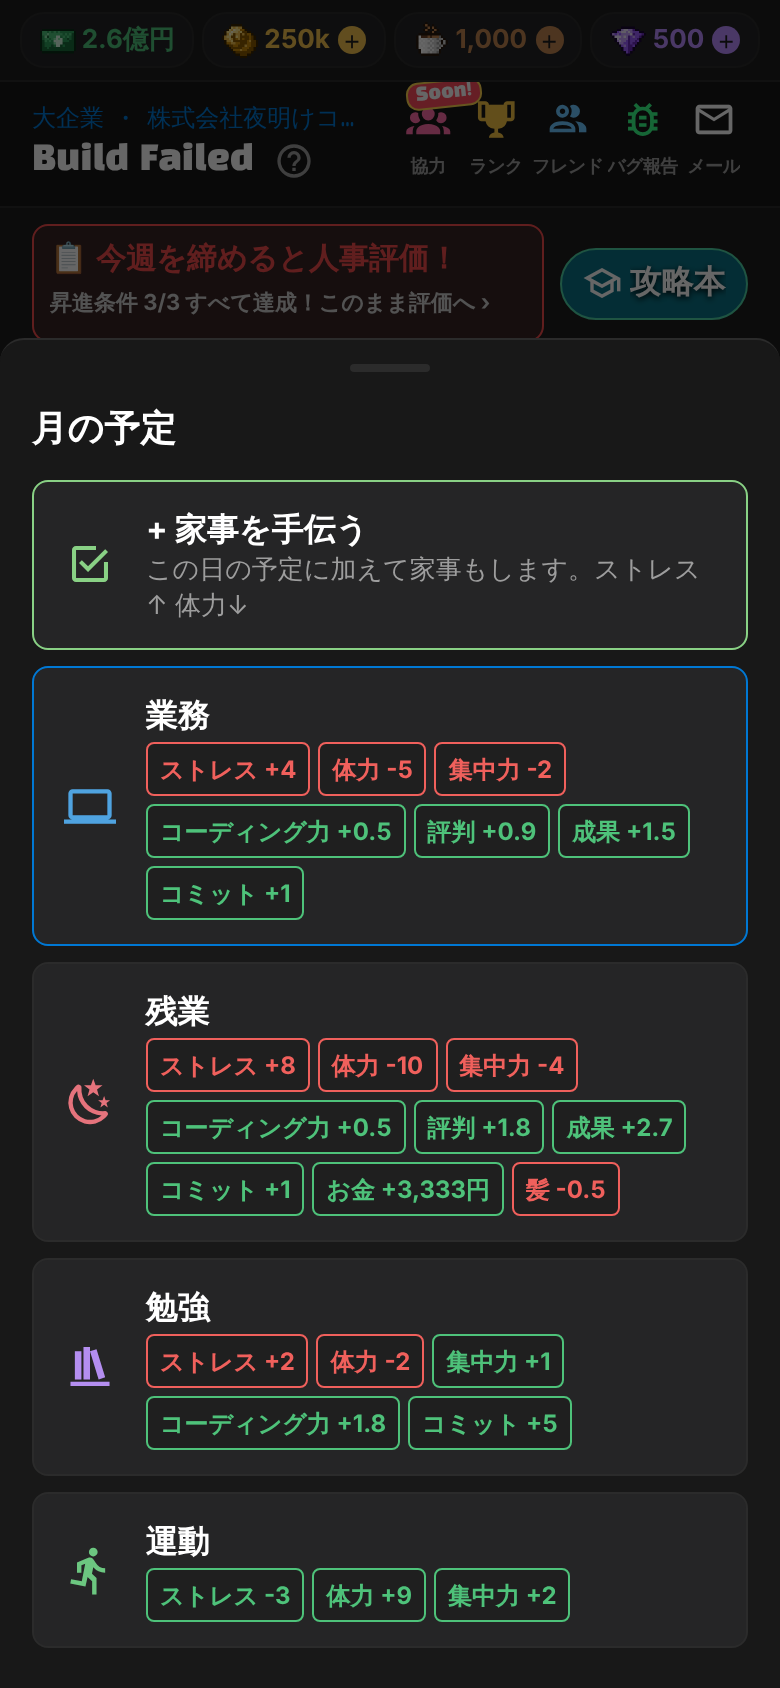 2.6億円 250k 1,000 500
Soon!
大企業 ・ 株式会社夜明けコ…
Build Failed
協力 ランク フレンド バグ報告 メール
📋 今週を締めると人事評価！
昇進条件 3/3 すべて達成！このまま評価へ ›
攻略本
月の予定
+ 家事を手伝う
この日の予定に加えて家事もします。ストレス
↑ 体力↓
業務
ストレス +4 体力 -5 集中力 -2
コーディング力 +0.5 評判 +0.9 成果 +1.5
コミット +1
残業
ストレス +8 体力 -10 集中力 -4
コーディング力 +0.5 評判 +1.8 成果 +2.7
コミット +1 お金 +3,333円 髪 -0.5
勉強
ストレス +2 体力 -2 集中力 +1
コーディング力 +1.8 コミット +5
運動
ストレス -3 体力 +9 集中力 +2